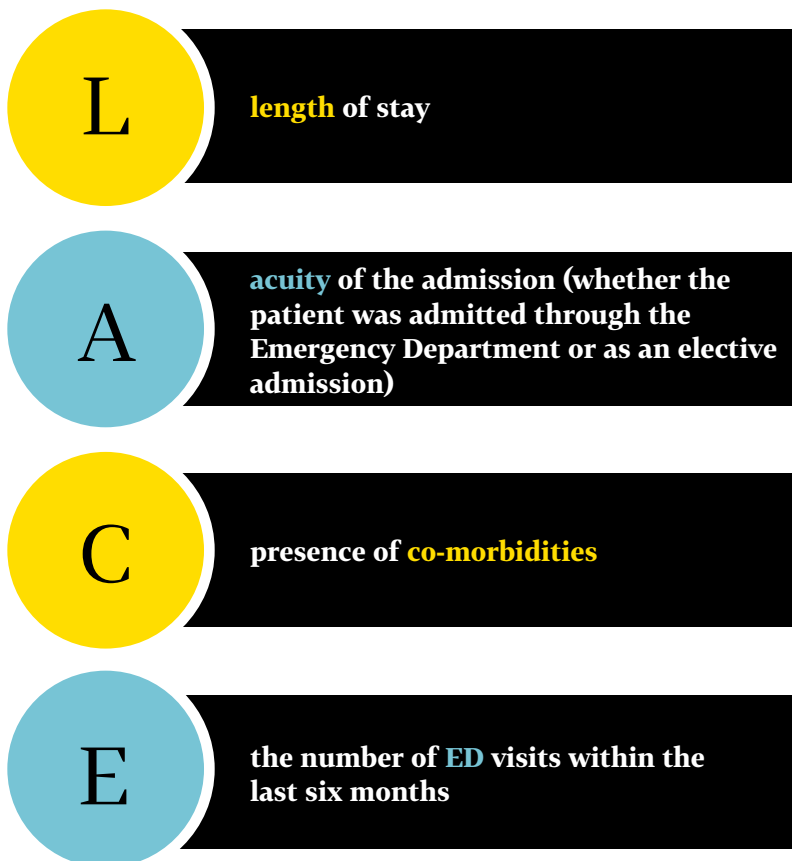 L
length of stay
A
acuity of the admission (whether the
patient was admitted through the
Emergency Department or as an elective
admission)
C
presence of co-morbidities
E
the number of ED visits within the
last six months